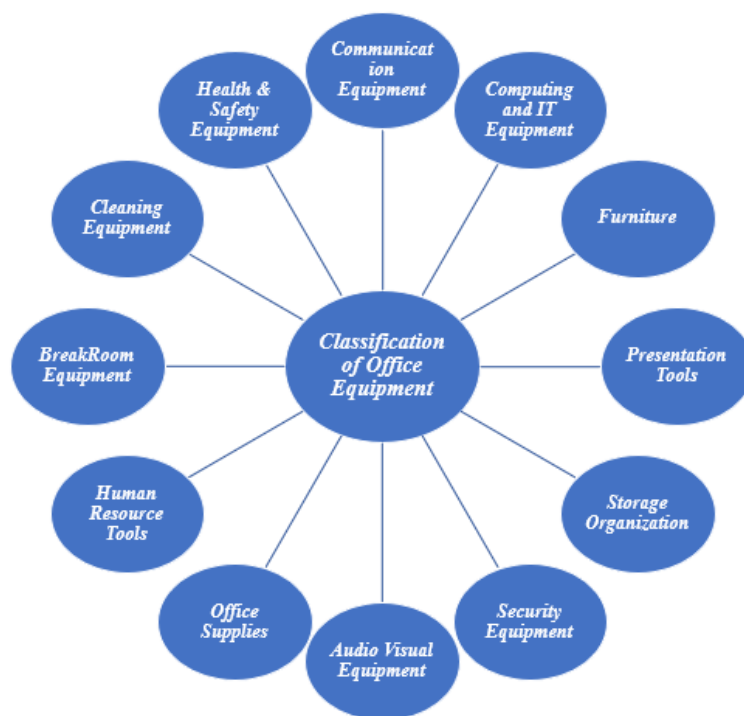 Communicat
ion
Equipment
Computing
and IT
Equipment
Furniture
Presentation
Tools
Storage
Organization
Security
Equipment
Audio Visual
Equipment
Office
Supplies
Human
Resource
Tools
BreakRoom
Equipment
Cleaning
Equipment
Health &
Safety
Equipment
Classification
of Office
Equipment